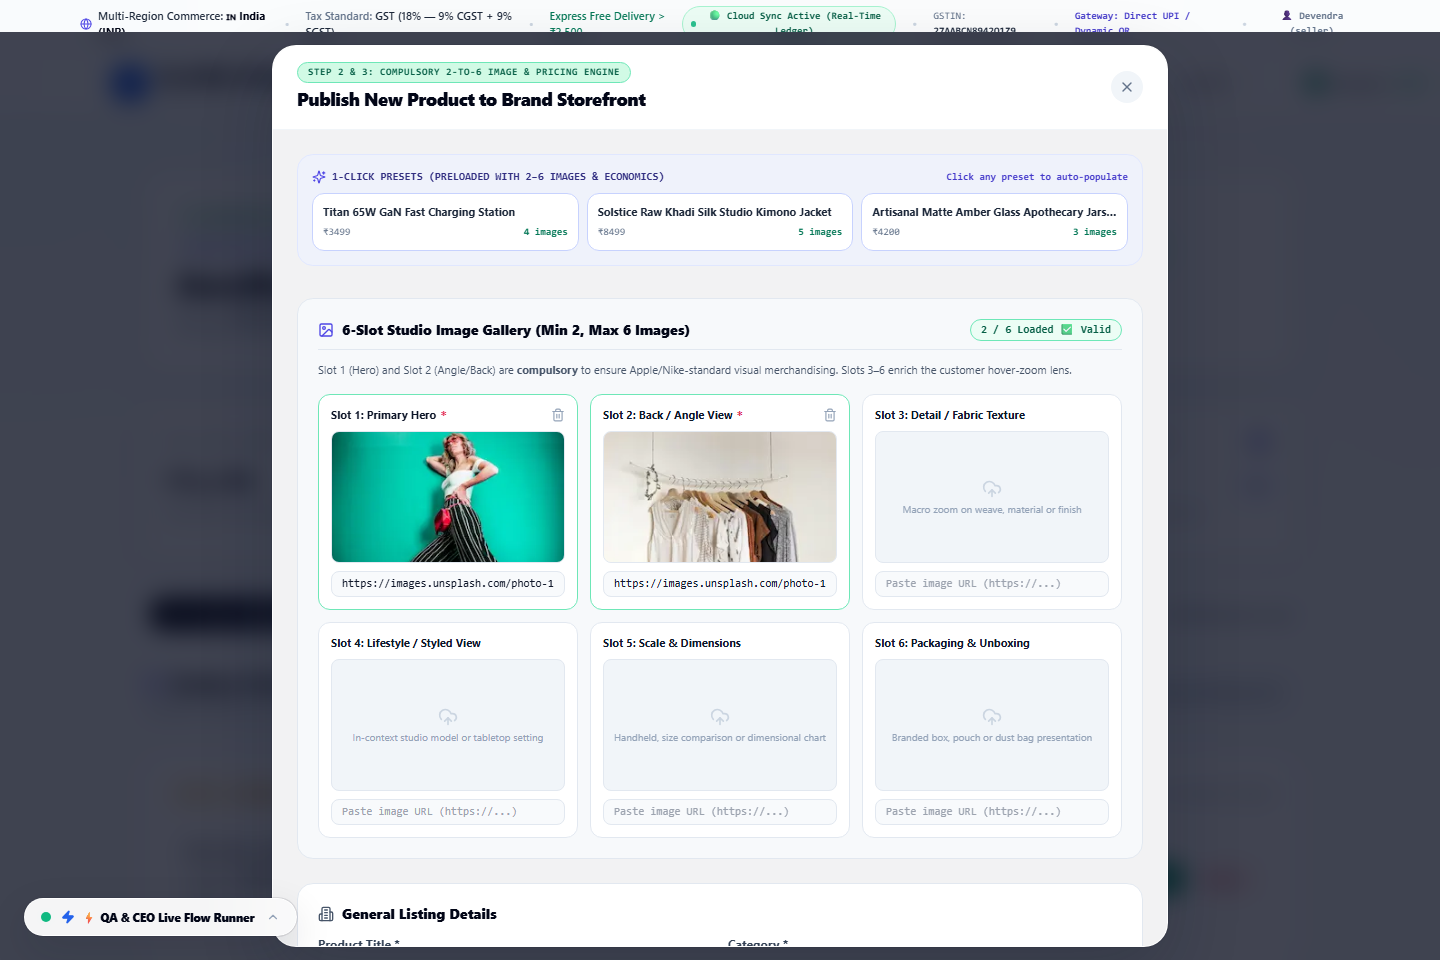 Multi-Region Commerce: IN India
(INR)
Tax Standard: GST (18% — 9% CGST + 9%
SGST)
Express Free Delivery >
₹2,500
Cloud Sync Active (Real-Time
Ledger)
GSTIN:
Gateway: Direct UPI /
Dynamic QR
Devendra
(seller)
STEP 2 & 3: COMPULSORY 2-TO-6 IMAGE & PRICING ENGINE
Publish New Product to Brand Storefront
1-CLICK PRESETS (PRELOADED WITH 2–6 IMAGES & ECONOMICS)
Click any preset to auto-populate
Titan 65W GaN Fast Charging Station
₹3499
4 images
Solstice Raw Khadi Silk Studio Kimono Jacket
₹8499
5 images
Artisanal Matte Amber Glass Apothecary Jars...
₹4200
3 images
6-Slot Studio Image Gallery (Min 2, Max 6 Images)
2 / 6 Loaded ✅ Valid
Slot 1 (Hero) and Slot 2 (Angle/Back) are compulsory to ensure Apple/Nike-standard visual merchandising. Slots 3–6 enrich the customer hover-zoom lens.
Slot 1: Primary Hero *
https://images.unsplash.com/photo-1
Slot 2: Back / Angle View *
https://images.unsplash.com/photo-1
Slot 3: Detail / Fabric Texture
Macro zoom on weave, material or finish
Paste image URL (https://...)
Slot 4: Lifestyle / Styled View
In-context studio model or tabletop setting
Paste image URL (https://...)
Slot 5: Scale & Dimensions
Handheld, size comparison or dimensional chart
Paste image URL (https://...)
Slot 6: Packaging & Unboxing
Branded box, pouch or dust bag presentation
Paste image URL (https://...)
General Listing Details
Product Title *
Category *
QA & CEO Live Flow Runner